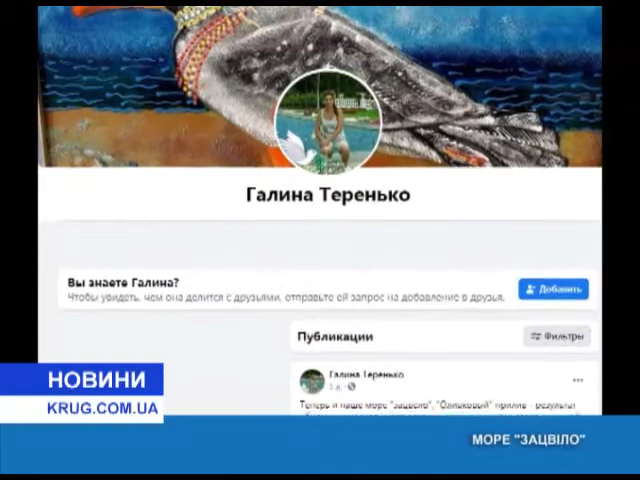 Галина Теренько
Вы знаете Галина?
Чтобы увидеть, чем она делится с друзьями, отправьте ей запрос на добавление в друзья.
Добавить
Публикации
Фильтры
Галина Теренько
Теперь и наше море "зацвело", "Оливковый" прилив - результат
НОВИНИ
KRUG.COM.UA
МОРЕ "ЗАЦВІЛО"